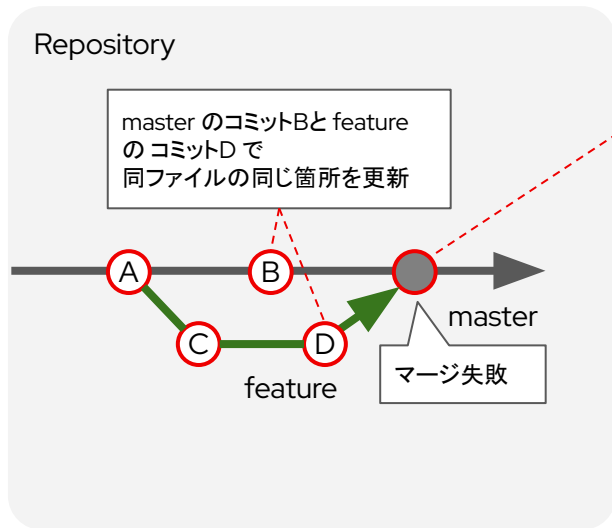 Repository
master のコミットBと feature
の コミットD で
同ファイルの同じ箇所を更新
A
B
master
C
D
feature
マージ失敗